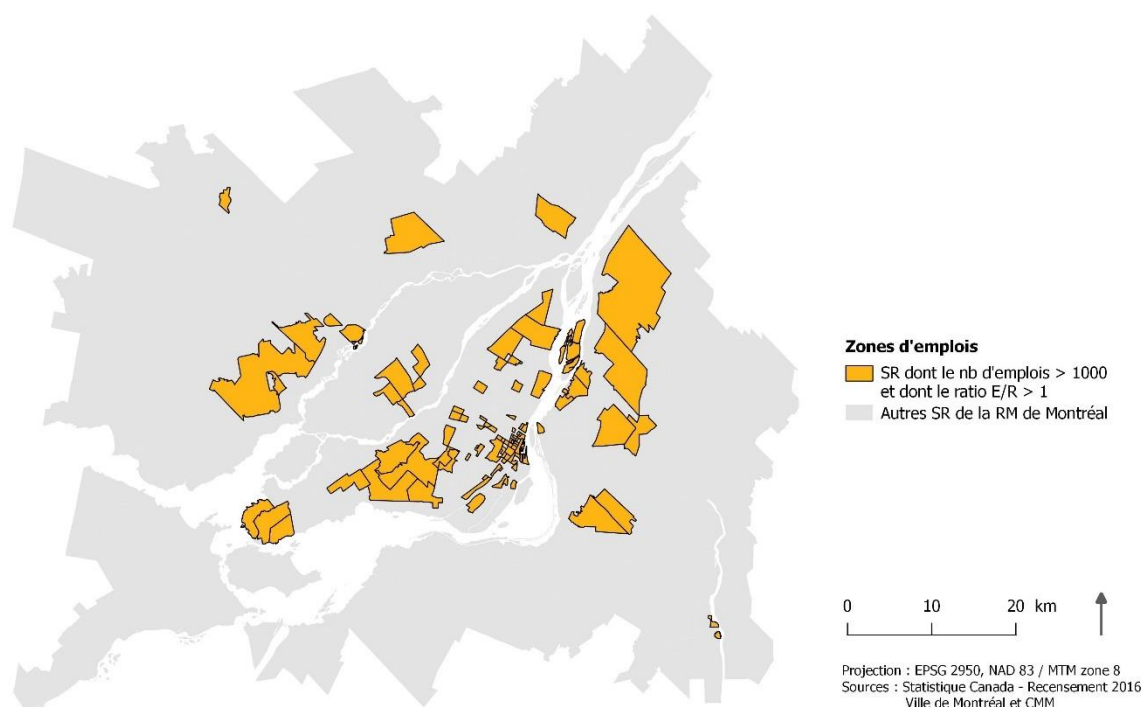 Zones d'emplois
SR dont le nb d'emplois > 1000
et dont le ratio E/R > 1
Autres SR de la RM de Montréal
0 10 20 km
Projection : EPSG 2950, NAD 83 / MTM zone 8
Sources : Statistique Canada - Recensement 2016
Ville de Montréal et CMM